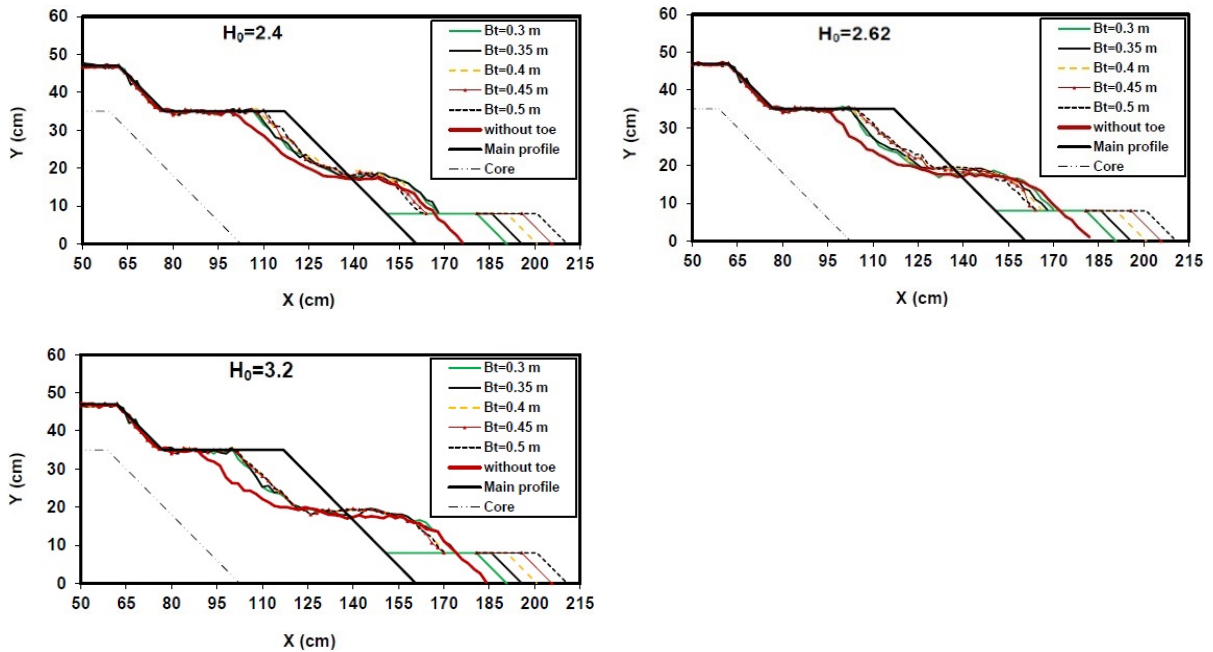 H₀=2.4
60
50
40
30
20
10
0
Y (cm)
50 65 80 95 110 125 140 155 170 185 200 215
X (cm)
Bt=0.3 m
Bt=0.35 m
Bt=0.4 m
Bt=0.45 m
Bt=0.5 m
without toe
Main profile
Core
H₀=2.62
60
50
40
30
20
10
0
Y (cm)
50 65 80 95 110 125 140 155 170 185 200 215
X (cm)
Bt=0.3 m
Bt=0.35 m
Bt=0.4 m
Bt=0.45 m
Bt=0.5 m
without toe
Main profile
Core
H₀=3.2
60
50
40
30
20
10
0
Y (cm)
50 65 80 95 110 125 140 155 170 185 200 215
X (cm)
Bt=0.3 m
Bt=0.35 m
Bt=0.4 m
Bt=0.45 m
Bt=0.5 m
without toe
Main profile
Core